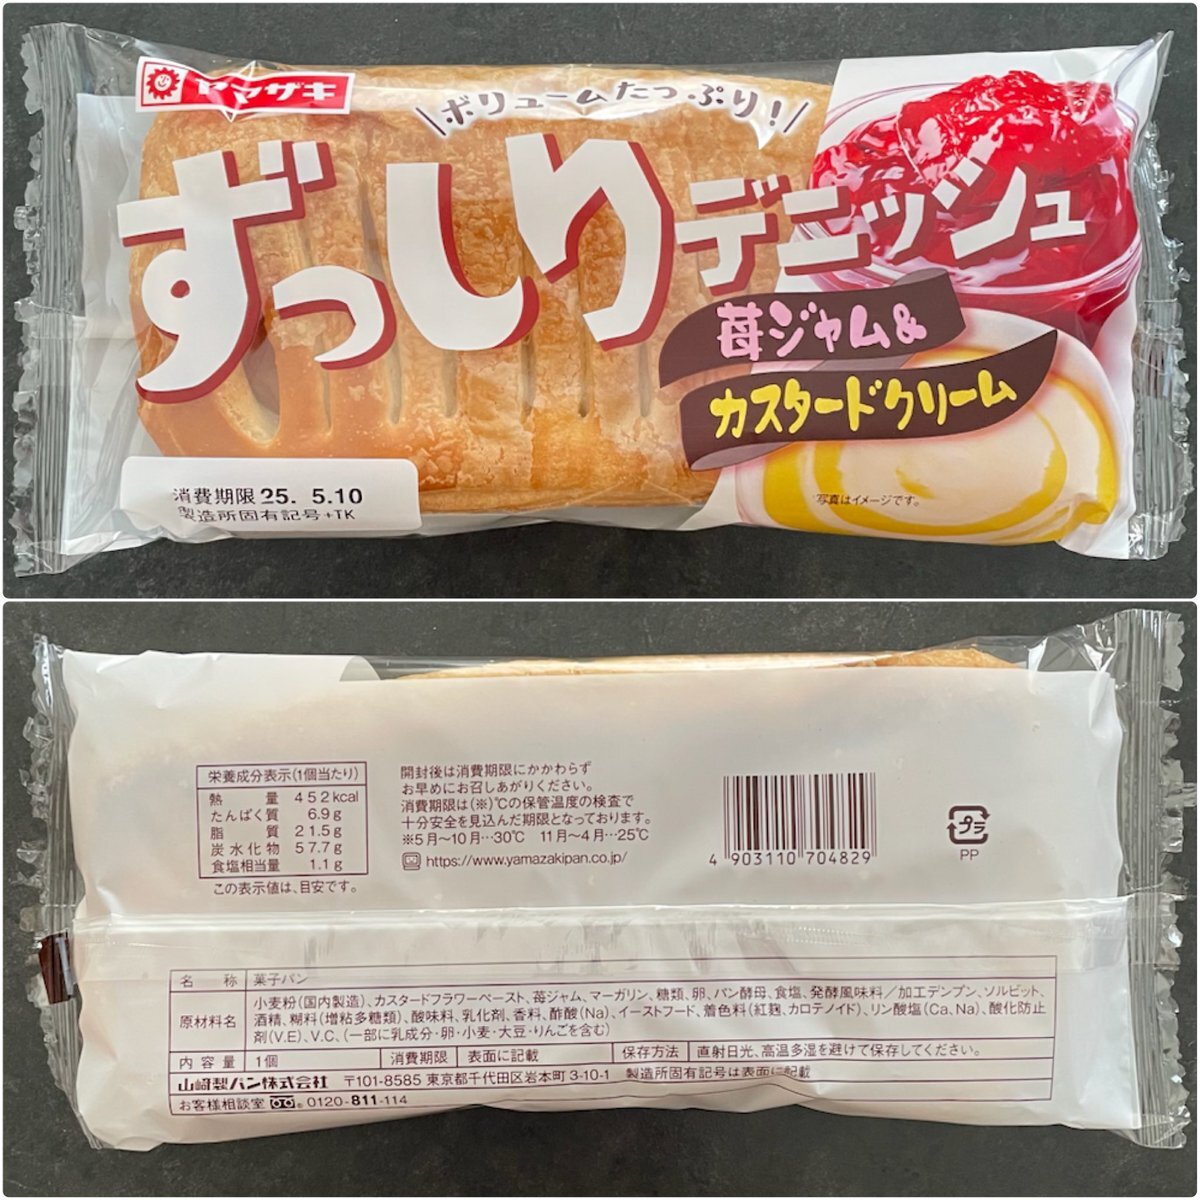 ヤマザキ
ボリュームたっぷり!
ずっしりデニッシュ
苺ジャム&
カスタードクリーム
写真はイメージです。
消費期限 25. 5.10
製造所固有記号+TK
栄養成分表示(1個当たり)
熱量 452kcal
たんぱく質 6.9g
脂質 21.5g
炭水化物 57.7g
食塩相当量 1.1g
この表示値は、目安です。
開封後は消費期限にかかわらず
お早めにお召しあがりください。
消費期限は(※)℃の保管温度の検査で
十分安全を見込んだ期限となっております。
※5月〜10月…30℃ 11月〜4月…25℃
https://www.yamazakipan.co.jp/
4 903110 704829
プラ
PP
名称 菓子パン
原材料名 小麦粉(国内製造)、カスタードフラワーペースト、苺ジャム、マーガリン、糖類、卵、パン酵母、食塩、発酵風味料/加工デンプン、ソルビット、
酒精、糊料(増粘多糖類)、酸味料、乳化剤、香料、酢酸(Na)、イーストフード、着色料(紅麹、カロテノイド)、リン酸塩(Ca、Na)、酸化防止
剤(V.E)、V.C、(一部に乳成分・卵・小麦・大豆・りんごを含む)
内容量 1個 消費期限 表面に記載 保存方法 直射日光、高温多湿を避けて保存してください。
山崎製パン株式会社 〒101-8585 東京都千代田区岩本町3-10-1 製造所固有記号は表面に記載
お客様相談室 0120-811-114